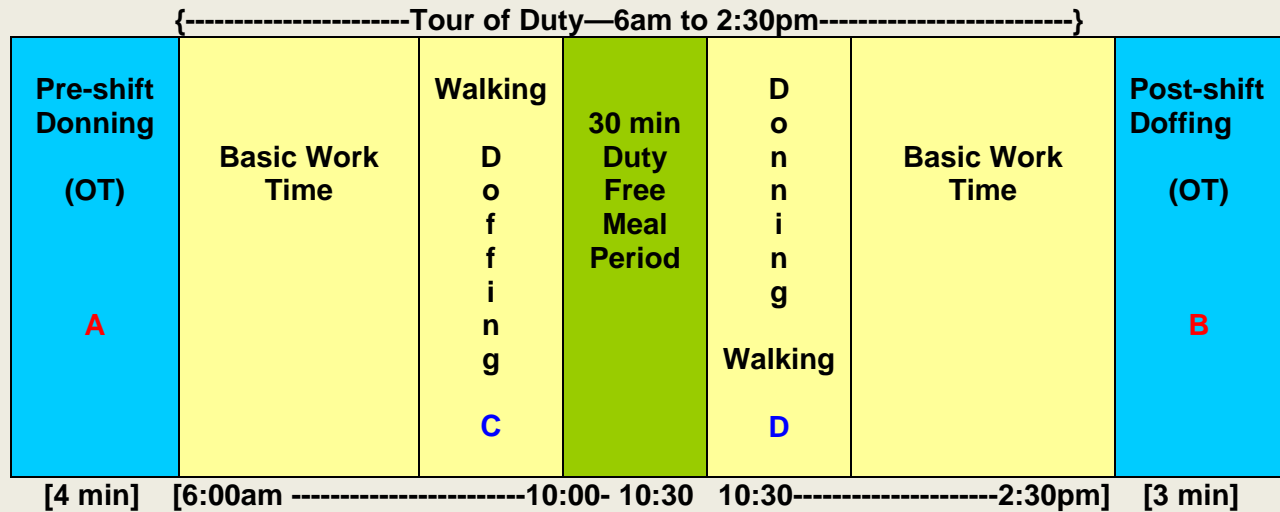 {-----------------------Tour of Duty—6am to 2:30pm--------------------------}
Pre-shift
Donning
(OT)
A
Basic Work
Time
Walking
D
o
f
f
i
n
g
C
30 min
Duty
Free
Meal
Period
D
o
n
n
i
n
g
Walking
D
Basic Work
Time
Post-shift
Doffing
(OT)
B
[4 min] [6:00am ------------------------10:00- 10:30 10:30--------------------2:30pm] [3 min]